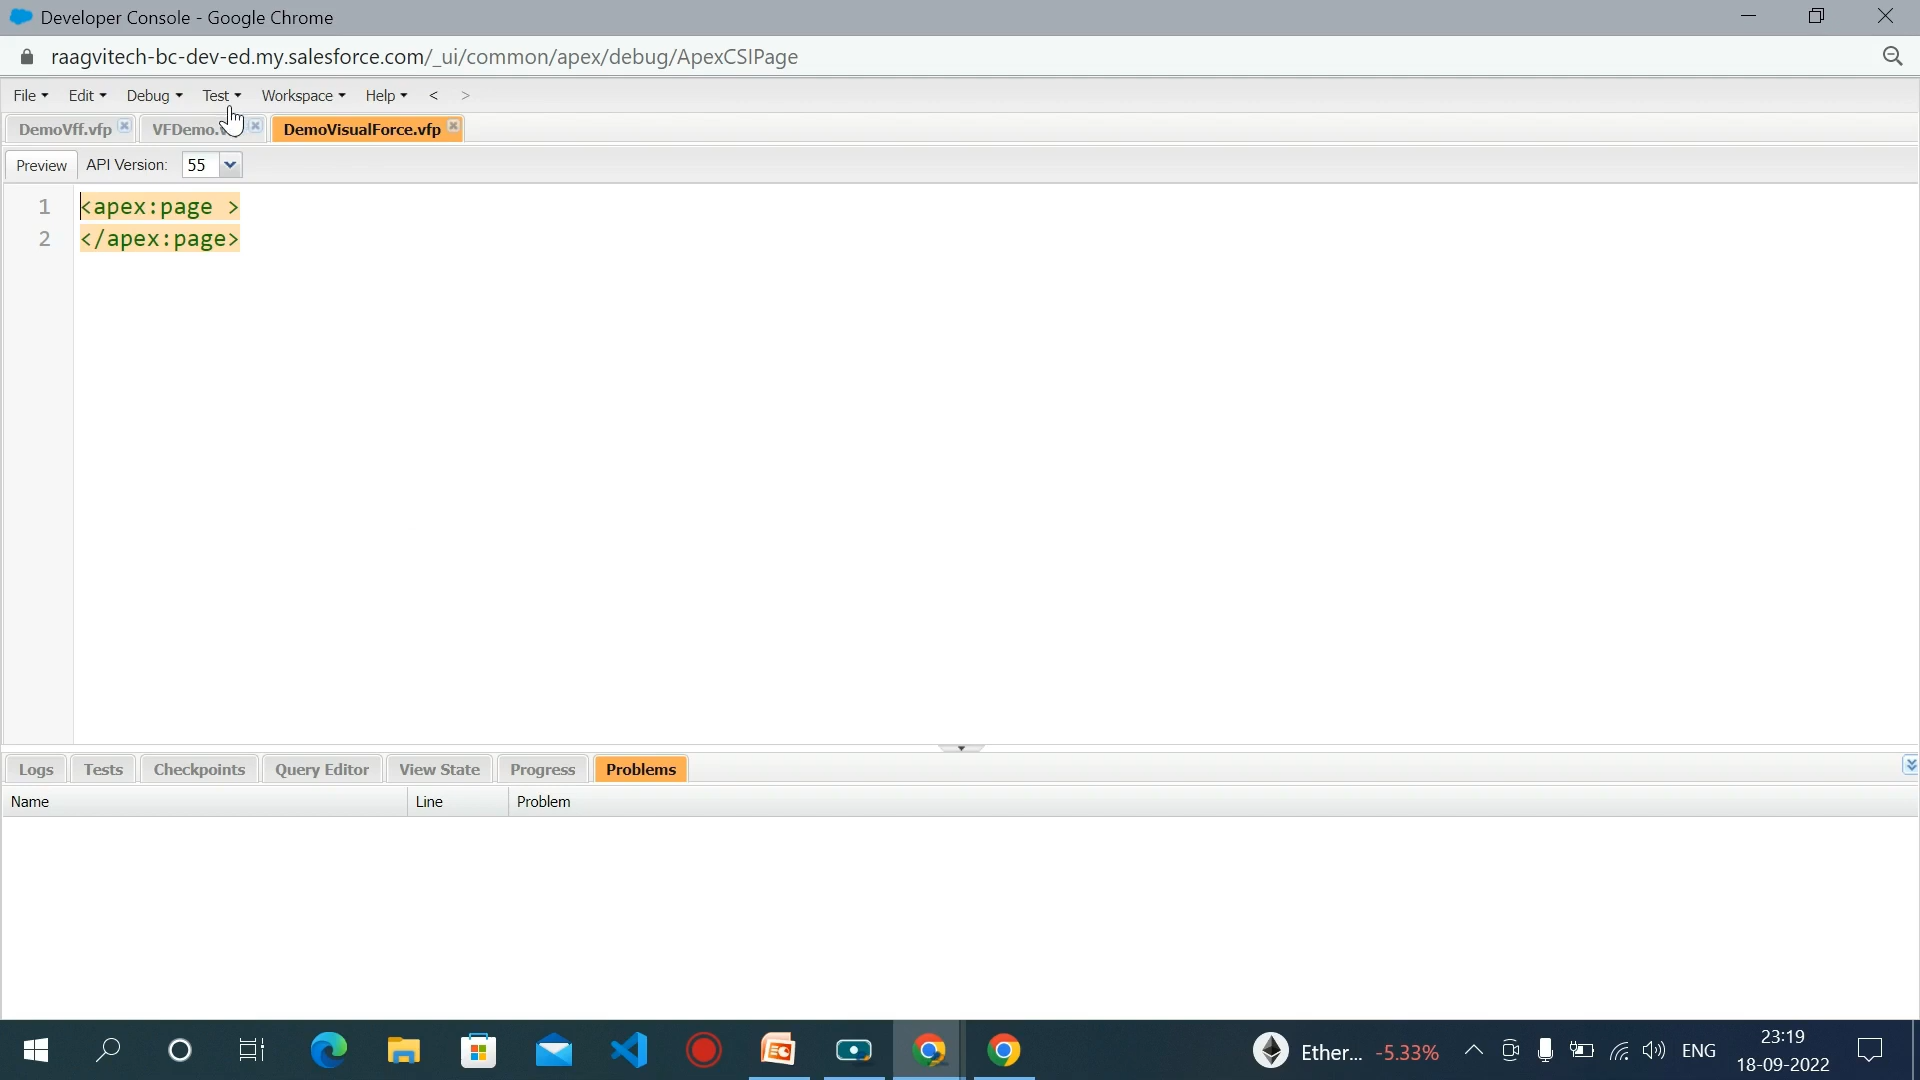 Developer Console - Google Chrome
raagvitech-bc-dev-ed.my.salesforce.com/_ui/common/apex/debug/ApexCSIPage
File Edit Debug Test Workspace Help < >
DemoVff.vfp VFDemo. DemoVisualForce.vfp
Preview API Version: 55
1 <apex:page >
2 </apex:page>
Logs Tests Checkpoints Query Editor View State Progress Problems
Name Line Problem
Ether... -5.33% ENG 23:19
18-09-2022